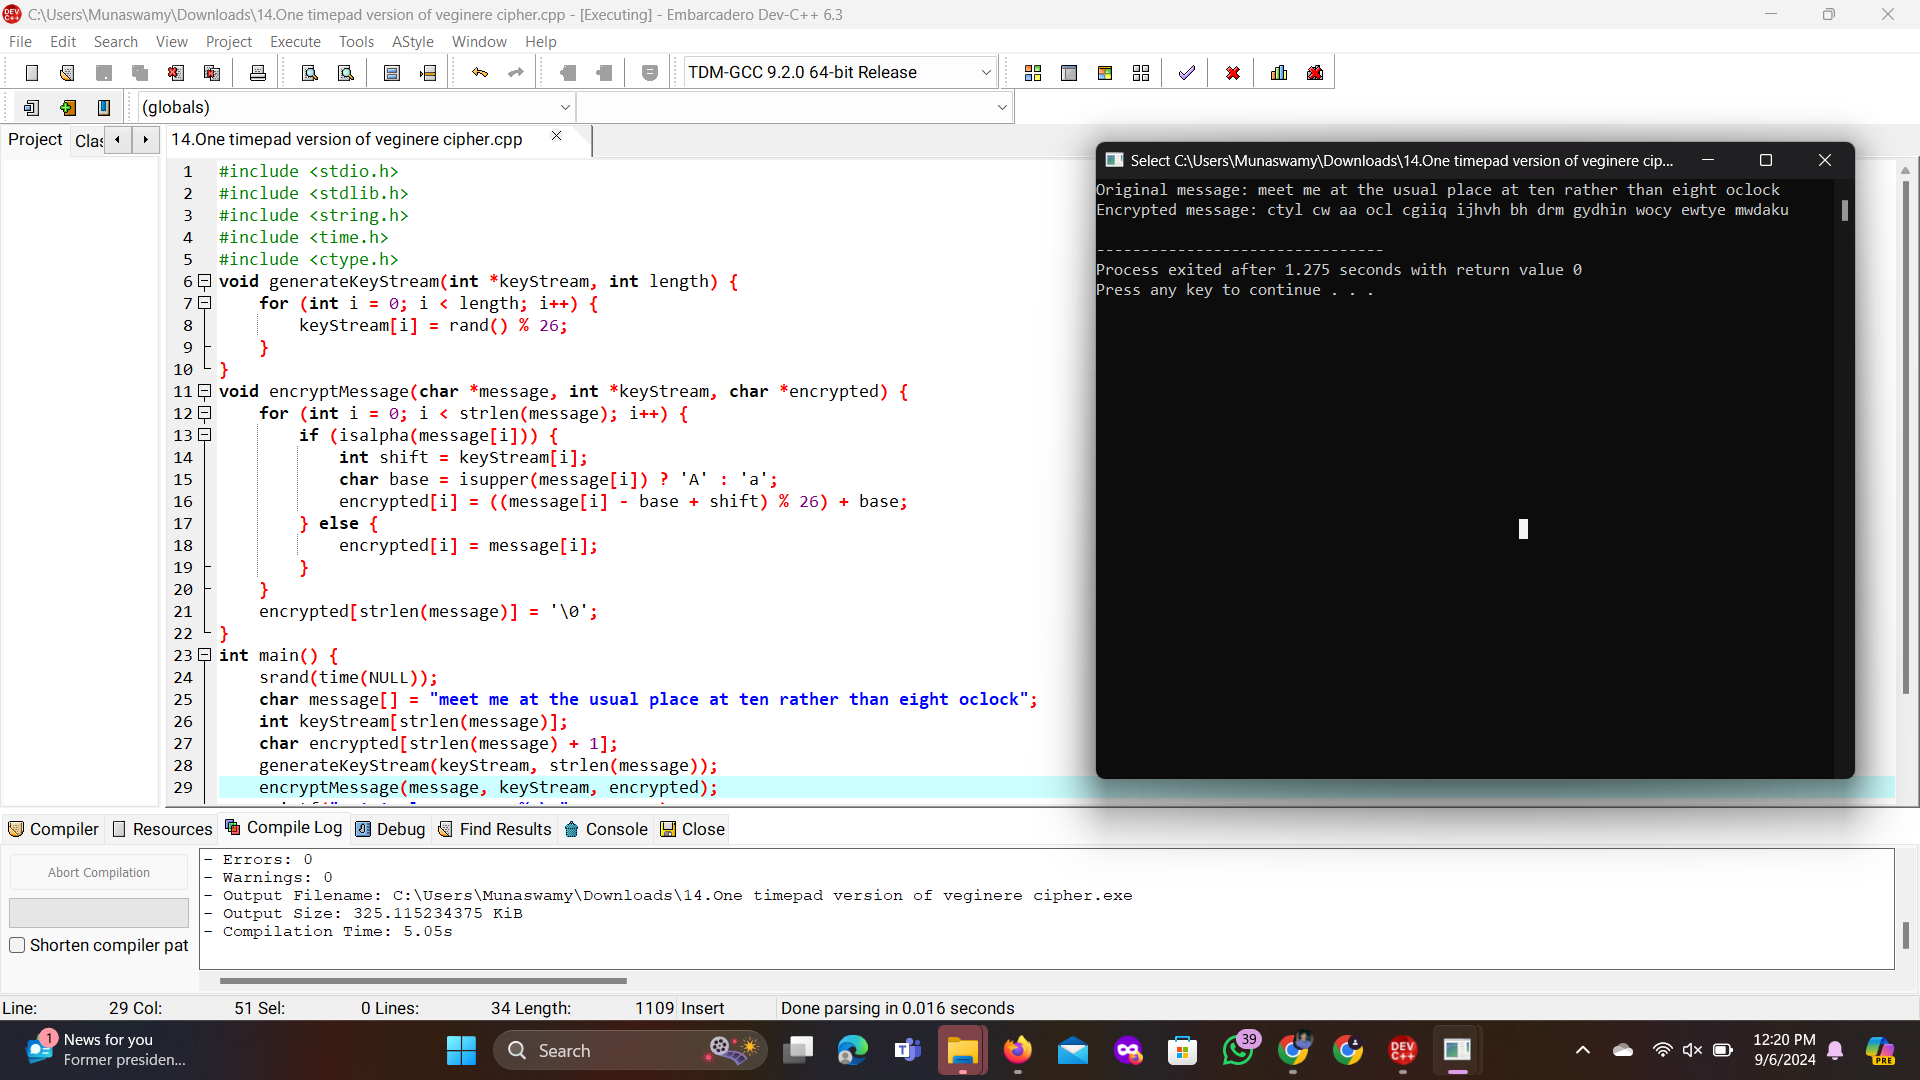 C:\Users\Munaswamy\Downloads\14.One timepad version of veginere cipher.cpp - [Executing] - Embarcadero Dev-C++ 6.3
File Edit Search View Project Execute Tools AStyle Window Help
TDM-GCC 9.2.0 64-bit Release
(globals)
Project Clas
14.One timepad version of veginere cipher.cpp
1 #include <stdio.h>
2 #include <stdlib.h>
3 #include <string.h>
4 #include <time.h>
5 #include <ctype.h>
6 void generateKeyStream(int *keyStream, int length) {
7 for (int i = 0; i < length; i++) {
8 keyStream[i] = rand() % 26;
9 }
10 }
11 void encryptMessage(char *message, int *keyStream, char *encrypted) {
12 for (int i = 0; i < strlen(message); i++) {
13 if (isalpha(message[i])) {
14 int shift = keyStream[i];
15 char base = isupper(message[i]) ? 'A' : 'a';
16 encrypted[i] = ((message[i] - base + shift) % 26) + base;
17 } else {
18 encrypted[i] = message[i];
19 }
20 }
21 encrypted[strlen(message)] = '\0';
22 }
23 int main() {
24 srand(time(NULL));
25 char message[] = "meet me at the usual place at ten rather than eight oclock";
26 int keyStream[strlen(message)];
27 char encrypted[strlen(message) + 1];
28 generateKeyStream(keyStream, strlen(message));
29 encryptMessage(message, keyStream, encrypted);
Select C:\Users\Munaswamy\Downloads\14.One timepad version of veginere cip...
Original message: meet me at the usual place at ten rather than eight oclock
Encrypted message: ctyl cw aa ocl cgiiq ijhvh bh drm gydhin wocy ewtye mwdaku
--------------------------------
Process exited after 1.275 seconds with return value 0
Press any key to continue . . .
Compiler Resources Compile Log Debug Find Results Console Close
Abort Compilation
Shorten compiler pat
- Errors: 0
- Warnings: 0
- Output Filename: C:\Users\Munaswamy\Downloads\14.One timepad version of veginere cipher.exe
- Output Size: 325.115234375 KiB
- Compilation Time: 5.05s
Line: 29 Col: 51 Sel: 0 Lines: 34 Length: 1109 Insert Done parsing in 0.016 seconds
1
News for you
Former presiden...
Search
39
12:20 PM
9/6/2024
PRE